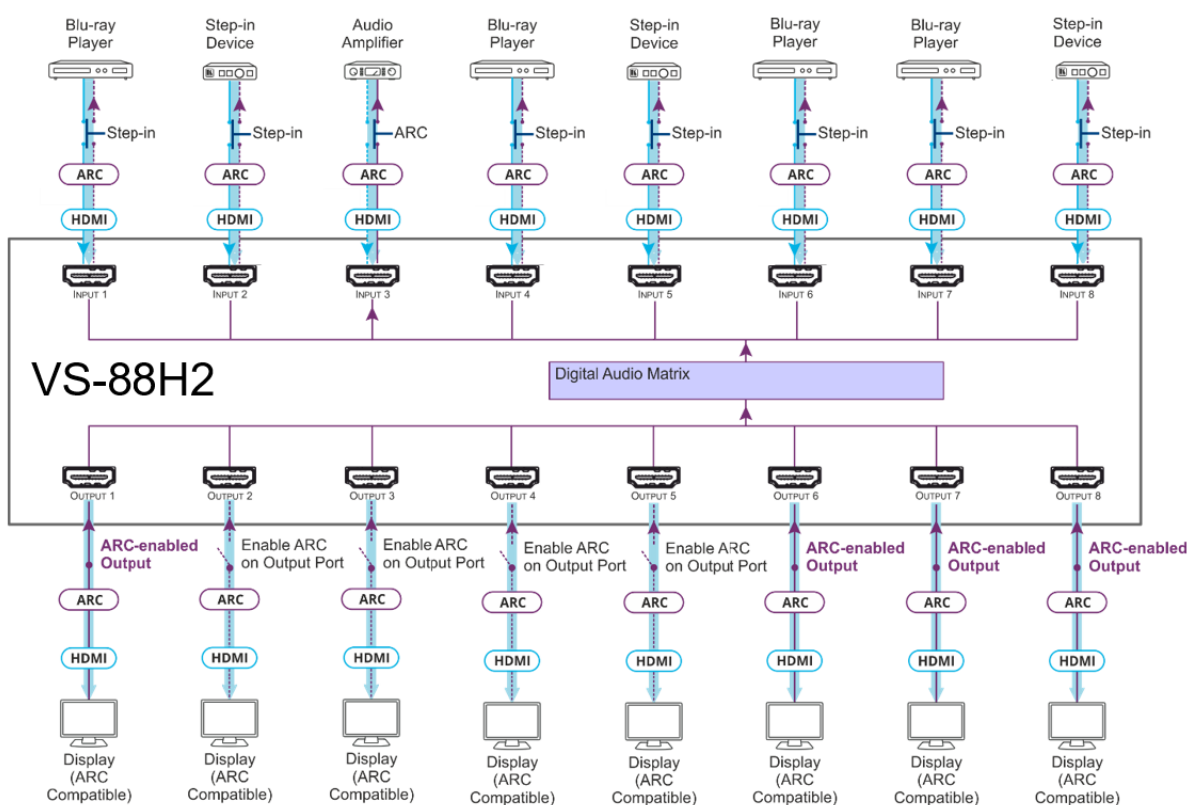 Blu-ray Player
Step-in Device
Audio Amplifier
Blu-ray Player
Step-in Device
Blu-ray Player
Blu-ray Player
Step-in Device
Step-in
Step-in
ARC
Step-in
Step-in
Step-in
Step-in
Step-in
ARC
ARC
ARC
ARC
ARC
ARC
ARC
ARC
HDMI
HDMI
HDMI
HDMI
HDMI
HDMI
HDMI
HDMI
INPUT 1
INPUT 2
INPUT 3
INPUT 4
INPUT 5
INPUT 6
INPUT 7
INPUT 8
VS-88H2
Digital Audio Matrix
OUTPUT 1
OUTPUT 2
OUTPUT 3
OUTPUT 4
OUTPUT 5
OUTPUT 6
OUTPUT 7
OUTPUT 8
ARC-enabled
Output
Enable ARC
on Output Port
Enable ARC
on Output Port
Enable ARC
on Output Port
Enable ARC
on Output Port
ARC-enabled
Output
ARC-enabled
Output
ARC-enabled
Output
ARC
ARC
ARC
ARC
ARC
ARC
ARC
ARC
HDMI
HDMI
HDMI
HDMI
HDMI
HDMI
HDMI
HDMI
Display
(ARC
Compatible)
Display
(ARC
Compatible)
Display
(ARC
Compatible)
Display
(ARC
Compatible)
Display
(ARC
Compatible)
Display
(ARC
Compatible)
Display
(ARC
Compatible)
Display
(ARC
Compatible)